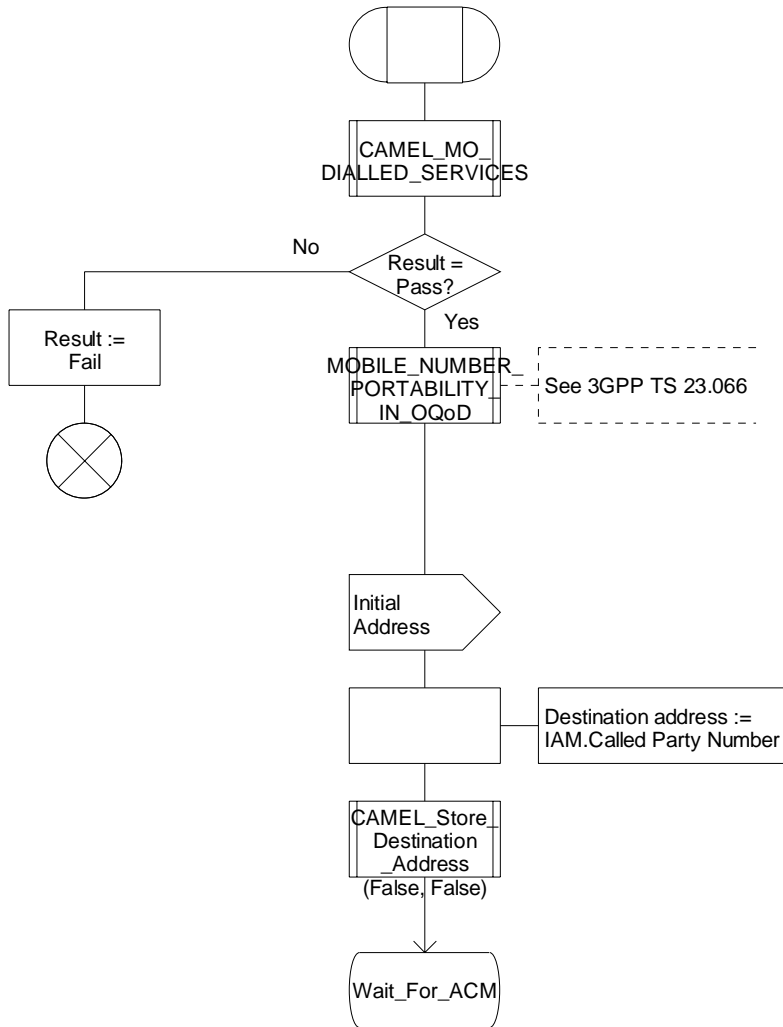 CAMEL_MO_
DIALLED_SERVICES
No
Result =
Pass?
Yes
Result :=
Fail
MOBILE_NUMBER_
PORTABILITY_
IN_OQoD
See 3GPP TS 23.066
Initial
Address
Destination address :=
IAM.Called Party Number
CAMEL_Store_
Destination
_Address
(False, False)
Wait_For_ACM